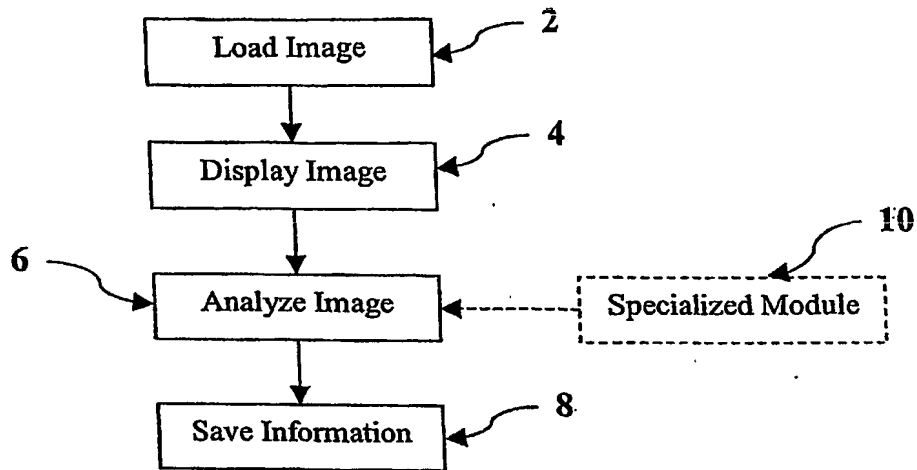 Load Image
2
Display Image
4
10
6
Analyze Image
Specialized Module
Save Information
8